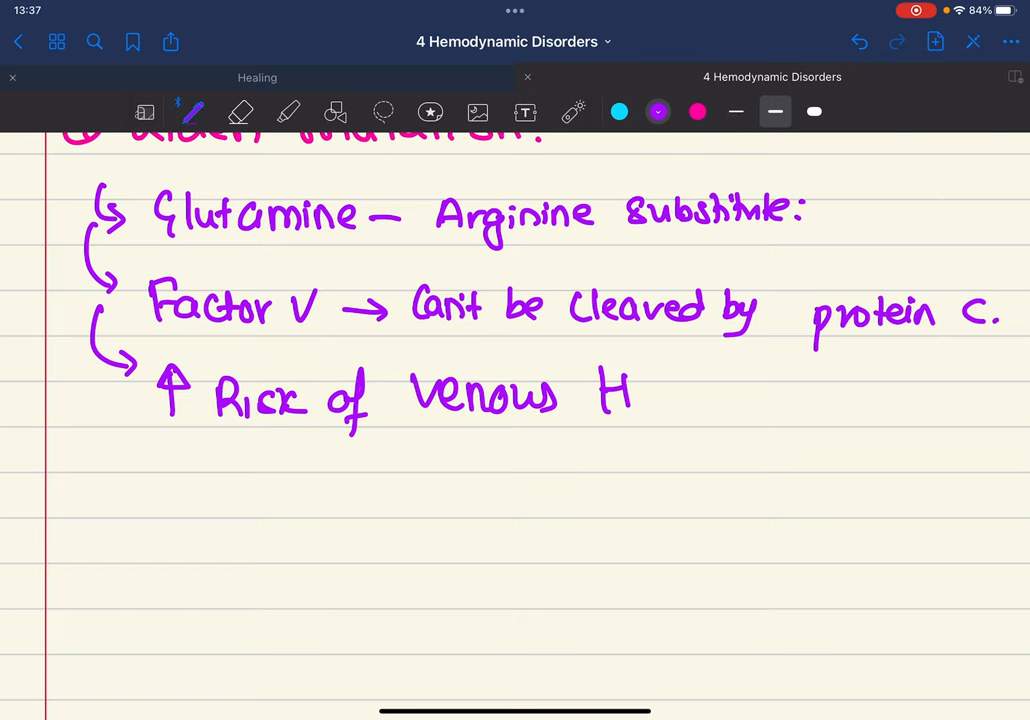 13:37
84%
4 Hemodynamic Disorders
Healing
4 Hemodynamic Disorders
T
Glutamine - Arginine substitute:
Factor V → Can't be cleaved by protein C.
↑ Risk of venous H